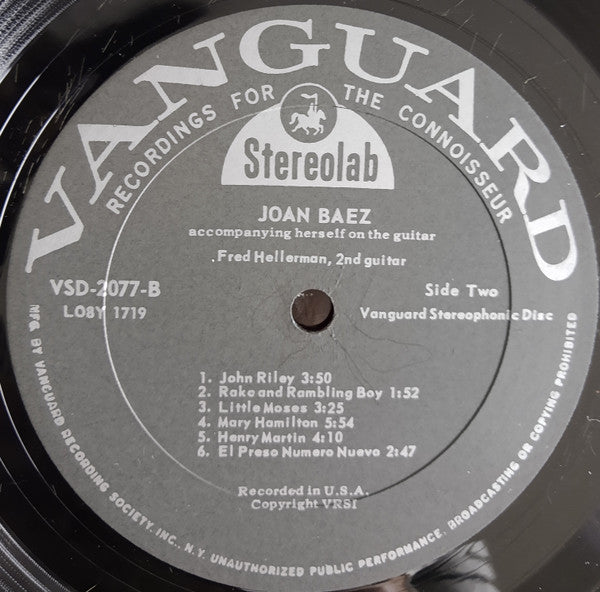 VANGUARD
RECORDINGS FOR THE CONNOISSEUR
Stereolab
JOAN BAEZ
accompanying herself on the guitar
Fred Hellerman, 2nd guitar
VSD-2077-B
Side Two
LO8Y 1719
Vanguard Stereophonic Disc
1. John Riley 3:50
2. Rake and Rambling Boy 1:52
3. Little Moses 3:25
4. Mary Hamilton 5:54
5. Henry Martin 4:10
6. El Preso Numero Nuevo 2:47
Recorded in U.S.A.
Copyright VRSI
MFG. BY VANGUARD RECORDING SOCIETY, INC., N.Y. UNAUTHORIZED PUBLIC PERFORMANCE, BROADCASTING OR COPYING PROHIBITED